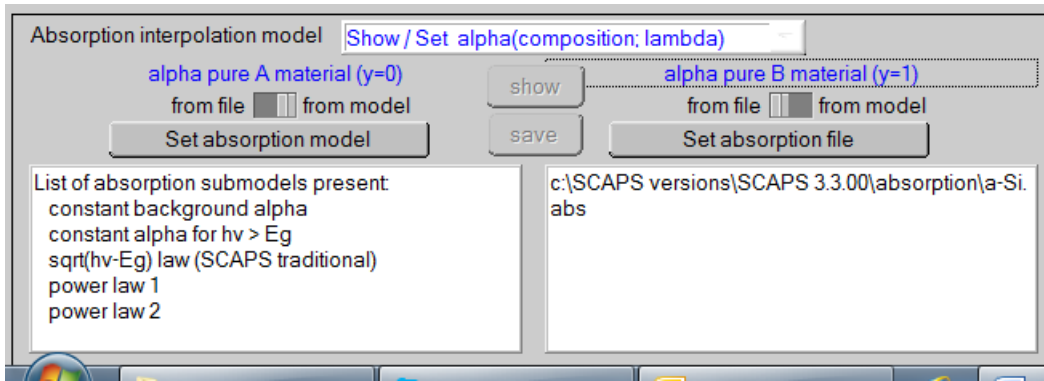 Absorption interpolation model Show / Set alpha(composition; lambda)
alpha pure A material (y=0)
show
alpha pure B material (y=1)
from file from model
from file from model
Set absorption model
save
Set absorption file
List of absorption submodels present:
constant background alpha
constant alpha for hv > Eg
sqrt(hv-Eg) law (SCAPS traditional)
power law 1
power law 2
c:\SCAPS versions\SCAPS 3.3.00\absorption\a-Si.
abs